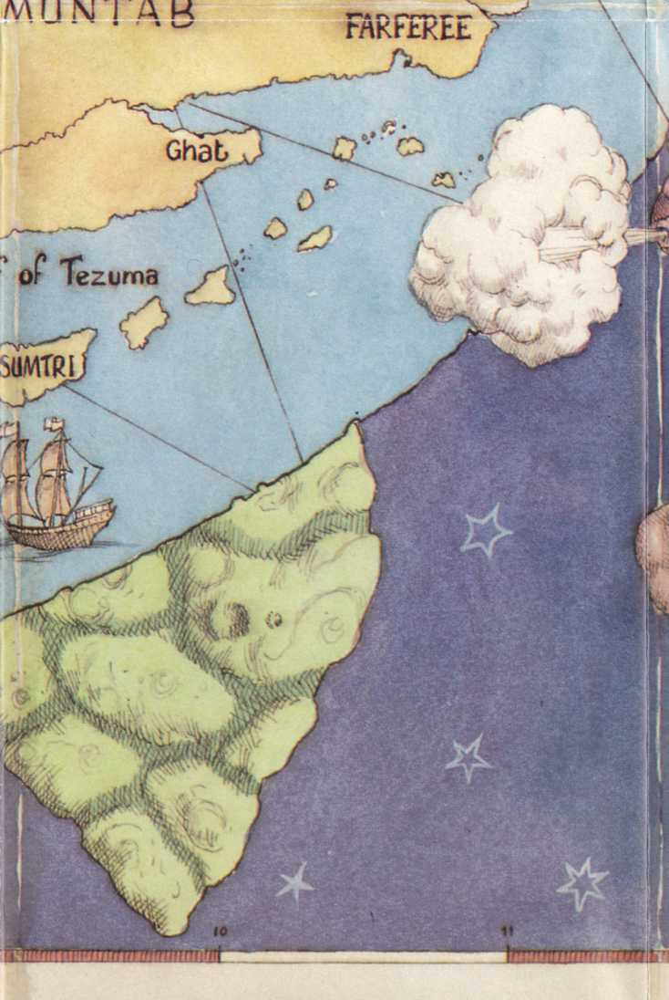 MUNTAB
FARFEREE
Ghat
of Tezuma
SUMTRI
10
11